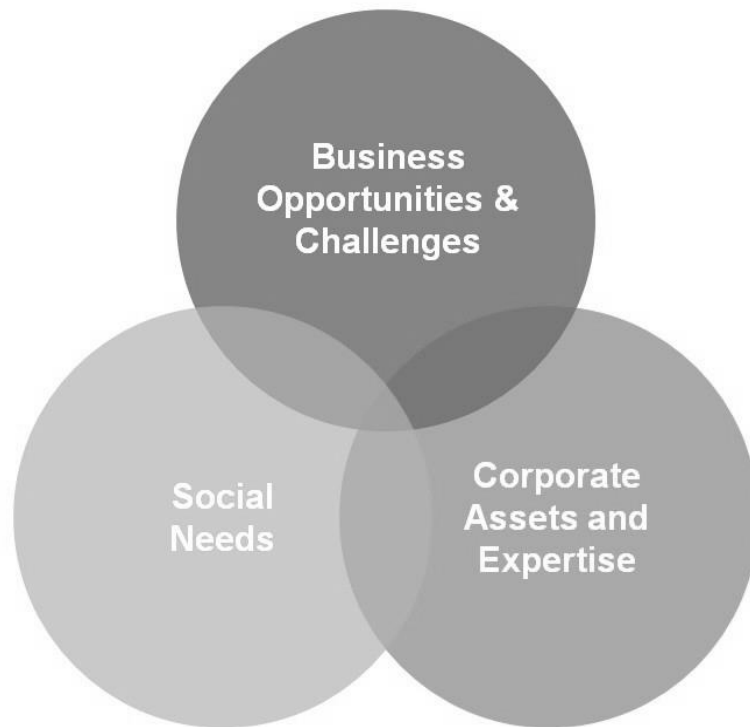 Business
Opportunities &
Challenges
Social
Needs
Corporate
Assets and
Expertise